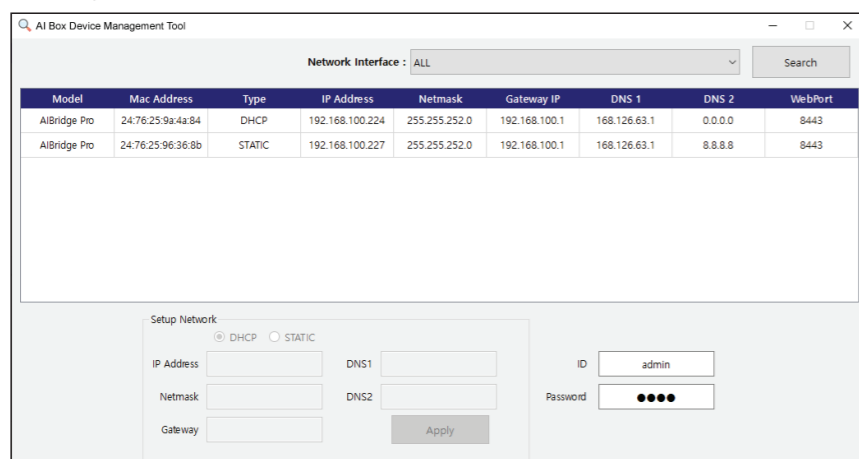 AI Box Device Management Tool
Network Interface : ALL Search
Model Mac Address Type IP Address Netmask Gateway IP DNS 1 DNS 2 WebPort
AIBridge Pro 24:76:25:9a:4a:84 DHCP 192.168.100.224 255.255.252.0 192.168.100.1 168.126.63.1 0.0.0.0 8443
AIBridge Pro 24:76:25:96:36:8b STATIC 192.168.100.227 255.255.252.0 192.168.100.1 168.126.63.1 8.8.8.8 8443
Setup Network
DHCP STATIC
IP Address DNS1 ID admin
Netmask DNS2 Password ●●●●
Gateway Apply